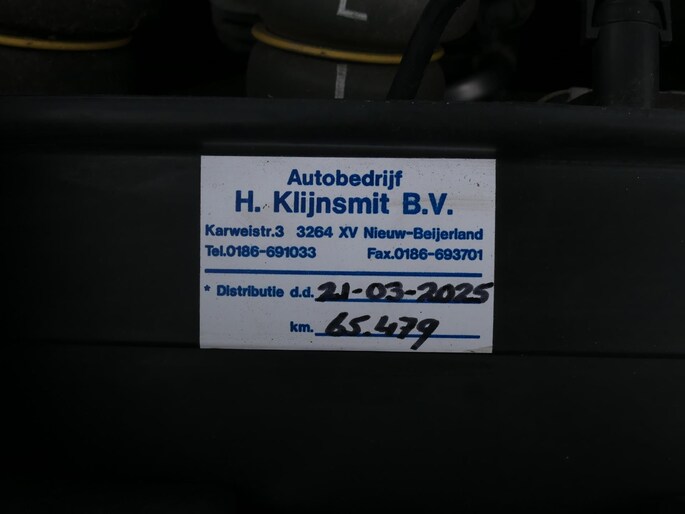 L
Autobedrijf
H. Klijnsmit B.V.
Karweistr.3 3264 XV Nieuw-Beijerland
Tel.0186-691033 Fax.0186-693701
* Distributie d.d. 21-03-2025
km. 65.479